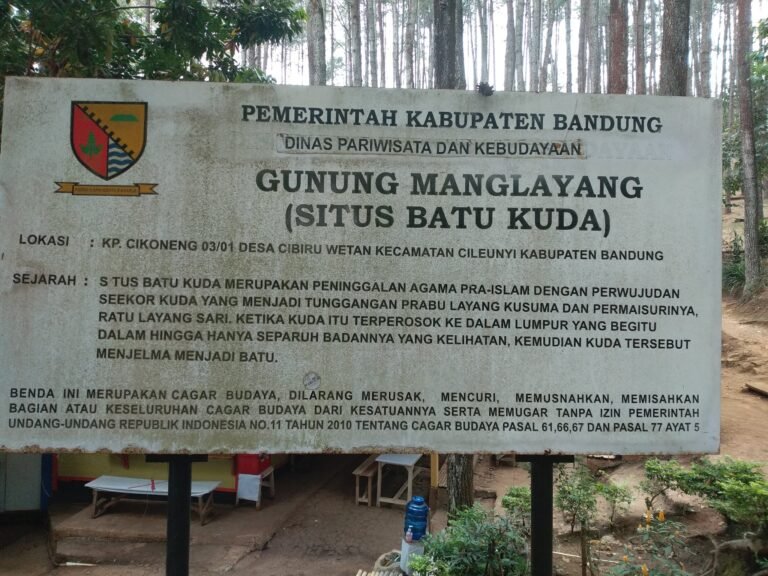 PEMERINTAH KABUPATEN BANDUNG
DINAS PARIWISATA DAN KEBUDAYAAN
GUNUNG MANGLAYANG
(SITUS BATU KUDA)
LOKASI : KP. CIKONENG 03/01 DESA CIBIRU WETAN KECAMATAN CILEUNYI KABUPATEN BANDUNG
SEJARAH : S TUS BATU KUDA MERUPAKAN PENINGGALAN AGAMA PRA-ISLAM DENGAN PERWUJUDAN
SEEKOR KUDA YANG MENJADI TUNGGANGAN PRABU LAYANG KUSUMA DAN PERMAISURINYA,
RATU LAYANG SARI. KETIKA KUDA ITU TERPEROSOK KE DALAM LUMPUR YANG BEGITU
DALAM HINGGA HANYA SEPARUH BADANNYA YANG KELIHATAN, KEMUDIAN KUDA TERSEBUT
MENJELMA MENJADI BATU.
BENDA INI MERUPAKAN CAGAR BUDAYA, DILARANG MERUSAK, MENCURI, MEMUSNAHKAN, MEMISAHKAN
BAGIAN ATAU KESELURUHAN CAGAR BUDAYA DARI KESATUANNYA SERTA MEMUGAR TANPA IZIN PEMERINTAH
UNDANG-UNDANG REPUBLIK INDONESIA NO.11 TAHUN 2010 TENTANG CAGAR BUDAYA PASAL 61,66,67 DAN PASAL 77 AYAT 5